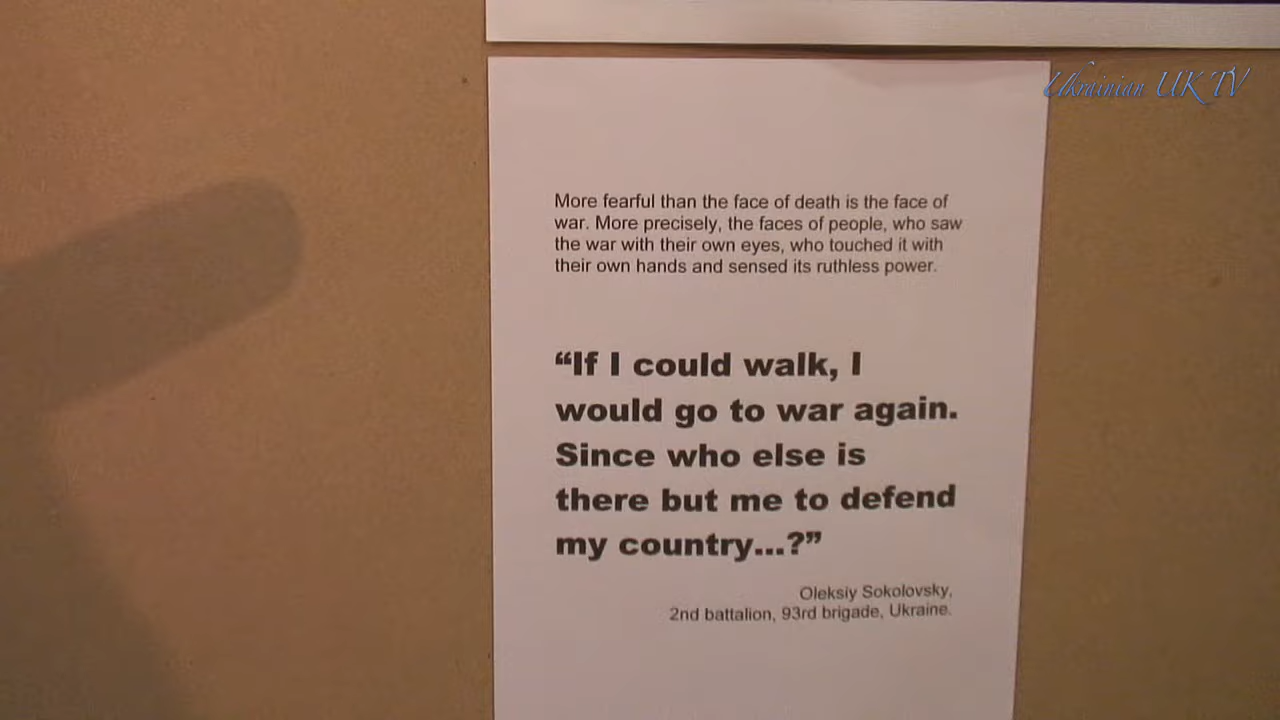 Ukrainian UK TV
More fearful than the face of death is the face of
war. More precisely, the faces of people, who saw
the war with their own eyes, who touched it with
their own hands and sensed its ruthless power.
“If I could walk, I
would go to war again.
Since who else is
there but me to defend
my country...?”
Oleksiy Sokolovsky,
2nd battalion, 93rd brigade, Ukraine.